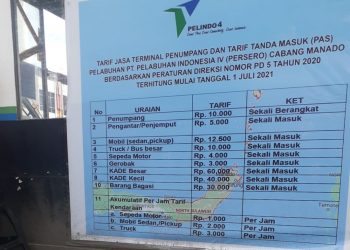 PELINDO 4
TARIF JASA TERMINAL PENUMPANG DAN TARIF TANDA MASUK (PAS)
PELABUHAN PT. PELABUHAN INDONESIA IV (PERSERO) CABANG MANADO
BERDASARKAN PERATURAN DIREKSI NOMOR PD 5 TAHUN 2020
TERHITUNG MULAI TANGGAL 1 JULI 2021
NO URAIAN TARIF KET
1 Penumpang Rp. 10.000 Sekali Berangkat
2 Pengantar/Penjemput Rp. 5.000 Sekali Masuk
3 Mobil (sedan,pickup) Rp. 12.500 Sekali Masuk
4 Truck / Bus besar Rp. 10.000 Sekali Masuk
5 Sepeda Motor Rp. 4.000 Sekali Masuk
6 Gerobak Rp. 3.000 Sekali Masuk
7 KADE Besar Rp. 60,000 Sekali Masuk
8 KADE Kecil Rp. 40,000 Sekali Masuk
10 Barang Bagasi Rp. 30,000 Sekali Masuk
11 Akumulatif Per Jam Tarif
Kendaraan
a. Sepeda Motor Rp. 1.000 Per Jam
b. Mobil Sedan,Pickup Rp. 2.000 Per Jam
c. Truck Rp. 3.000 Per Jam